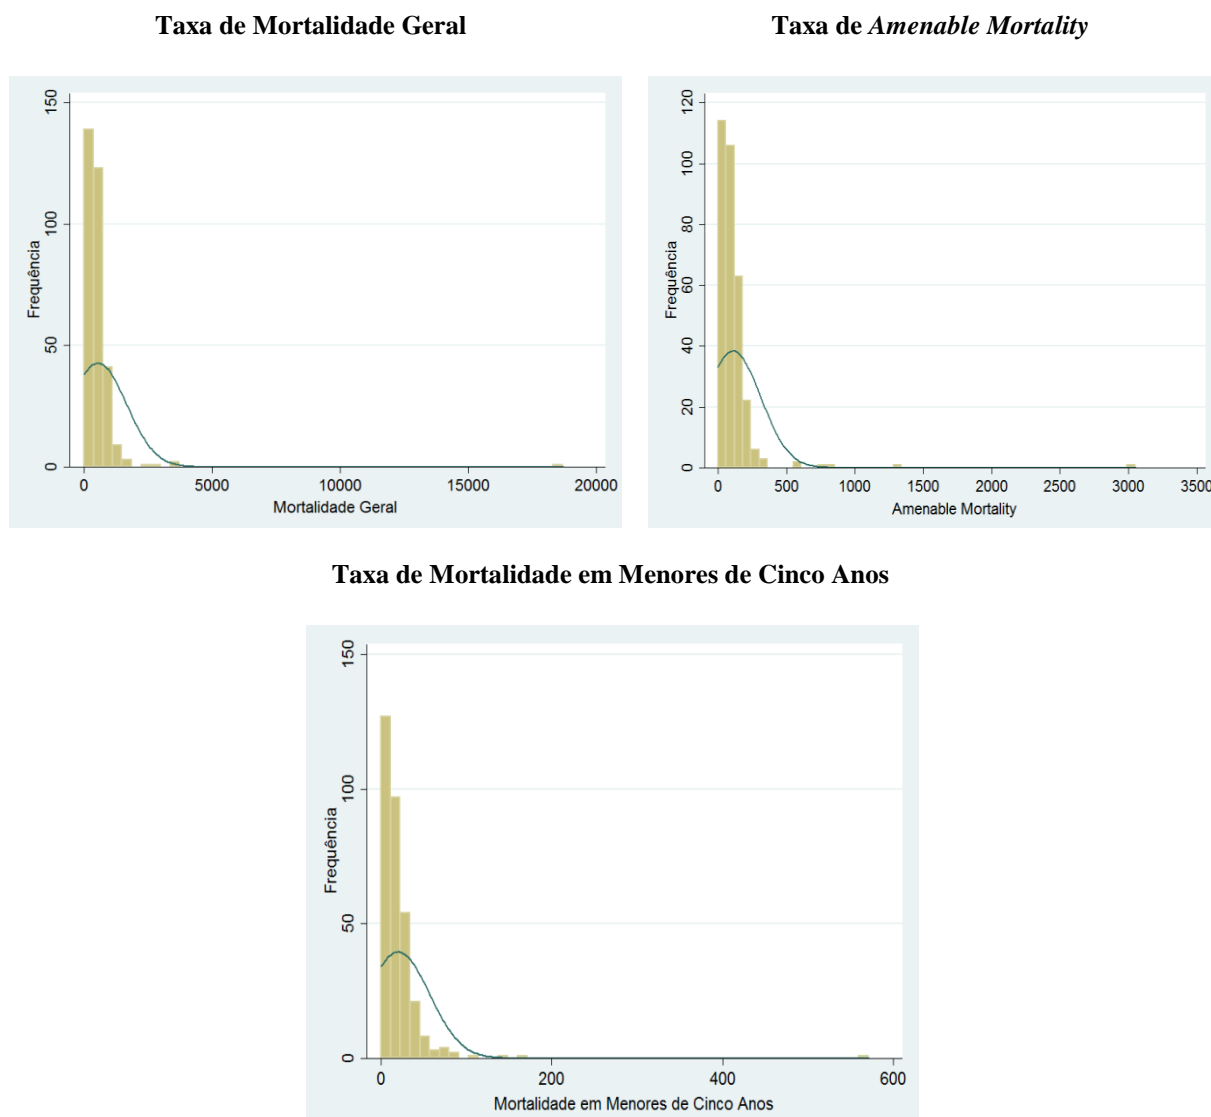 Taxa de Mortalidade Geral
Taxa de Amenable Mortality
150
100
50
0
Frequência
0 5000 10000 15000 20000
Mortalidade Geral
120
100
80
60
40
20
0
Frequência
0 500 1000 1500 2000 2500 3000 3500
Amenable Mortality
Taxa de Mortalidade em Menores de Cinco Anos
150
100
50
0
Frequência
0 200 400 600
Mortalidade em Menores de Cinco Anos